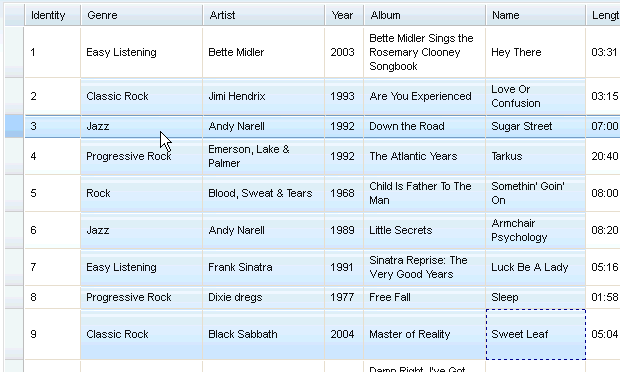 Identity Genre Artist Year Album Name Lengt
1 Easy Listening Bette Midler 2003 Bette Midler Sings the Rosemary Clooney Songbook Hey There 03:31
2 Classic Rock Jimi Hendrix 1993 Are You Experienced Love Or Confusion 03:15
3 Jazz Andy Narell 1992 Down the Road Sugar Street 07:00
4 Progressive Rock Emerson, Lake & Palmer 1992 The Atlantic Years Tarkus 20:40
5 Rock Blood, Sweat & Tears 1968 Child Is Father To The Man Somethin' Goin' On 08:00
6 Jazz Andy Narell 1989 Little Secrets Armchair Psychology 08:20
7 Easy Listening Frank Sinatra 1991 Sinatra Reprise: The Very Good Years Luck Be A Lady 05:16
8 Progressive Rock Dixie dregs 1977 Free Fall Sleep 01:58
9 Classic Rock Black Sabbath 2004 Master of Reality Sweet Leaf 05:04
Damn Right, I've Got